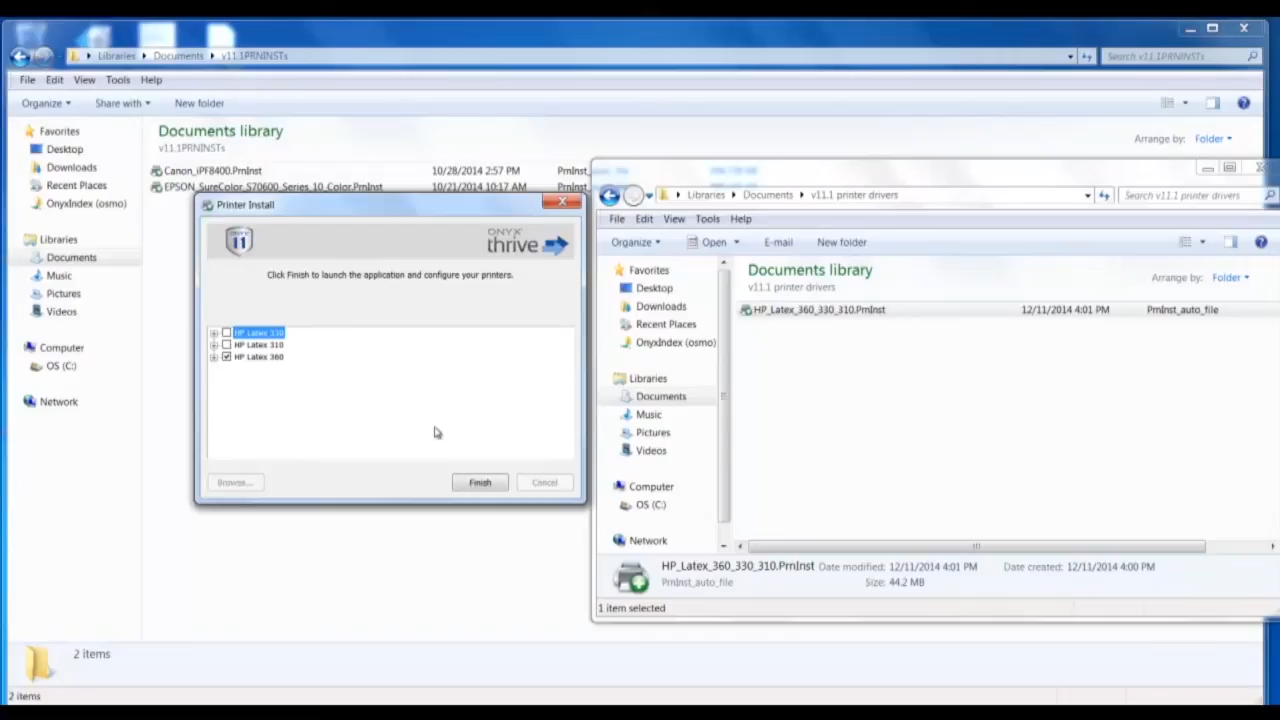 Libraries
Documents
v11.1PRNINSTs
Search v11.1PRNINSTs
File Edit View Tools Help
Organize
Share with
New folder
Favorites
Desktop
Downloads
Recent Places
OnyxIndex (osmo)
Libraries
Documents
Music
Pictures
Videos
Computer
OS (C:)
Network
Documents library
v11.1PRNINSTs
Arrange by: Folder
Canon_iPF8400.PrnInst 10/28/2014 2:57 PM PrnInst_
EPSON_SureColor_S70600_Series_10_Color.PrnInst 10/21/2014 10:17 AM PrnInst_
2 items
2 items
Printer Install
11
ONYX
thrive
Click Finish to launch the application and configure your printers.
HP Latex 330
HP Latex 310
HP Latex 360
Browse...
Finish
Cancel
Libraries
Documents
v11.1 printer drivers
Search v11.1 printer drivers
File Edit View Tools Help
Organize
Open
E-mail
New folder
Favorites
Desktop
Downloads
Recent Places
OnyxIndex (osmo)
Libraries
Documents
Music
Pictures
Videos
Computer
OS (C:)
Network
Documents library
v11.1 printer drivers
Arrange by: Folder
HP_Latex_360_330_310.PrnInst 12/11/2014 4:01 PM PrnInst_auto_file
HP_Latex_360_330_310.PrnInst Date modified: 12/11/2014 4:01 PM Date created: 12/11/2014 4:00 PM
PrnInst_auto_file Size: 44.2 MB
1 item selected